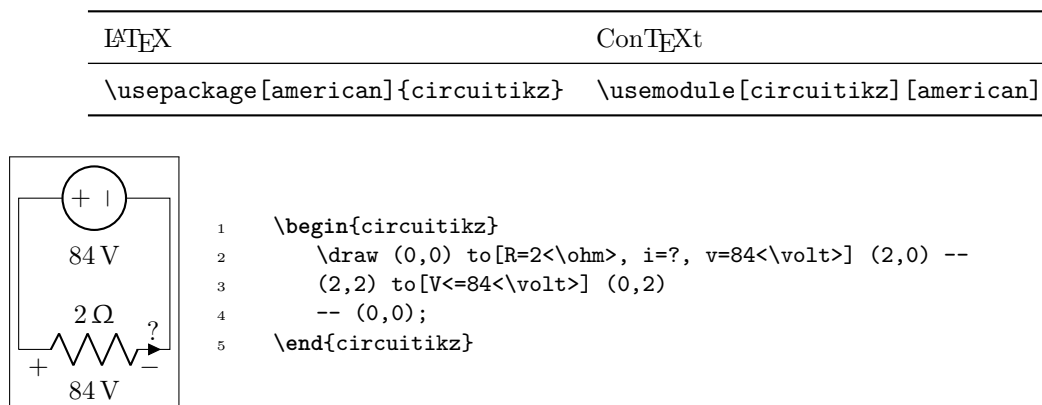 LATEX ConTEXt
\usepackage[american]{circuitikz} \usemodule[circuitikz][american]
+ −
84 V
2 Ω
?
+ −
84 V
1 \begin{circuitikz}
2 \draw (0,0) to[R=2<\ohm>, i=?, v=84<\volt>] (2,0) --
3 (2,2) to[V<=84<\volt>] (0,2)
4 -- (0,0);
5 \end{circuitikz}